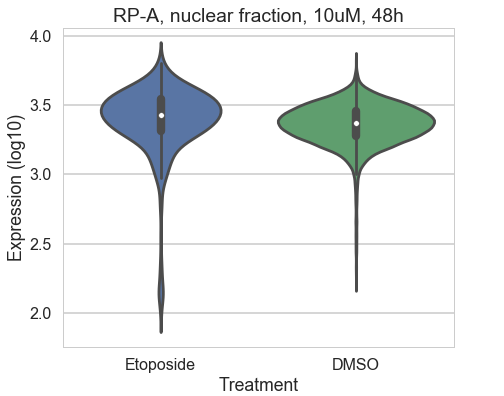 RP-A, nuclear fraction, 10uM, 48h
4.0
3.5
3.0
2.5
2.0
Expression (log10)
Etoposide
DMSO
Treatment